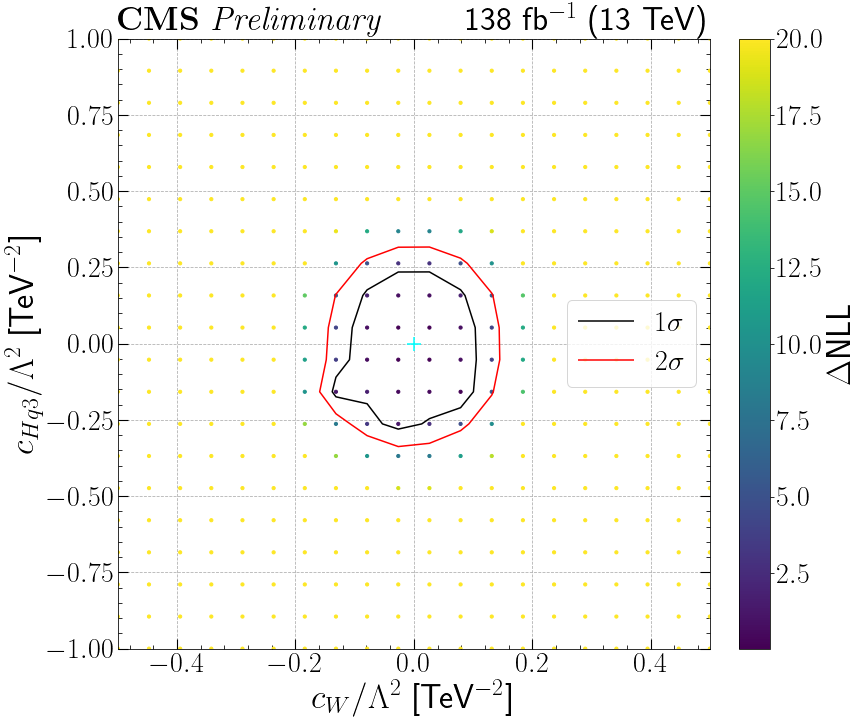 CMS Preliminary 138 fb⁻¹ (13 TeV)
1.00
0.75
0.50
0.25
0.00
−0.25
−0.50
−0.75
−1.00
c_{Hq3}/Λ² [TeV⁻²]
−0.4 −0.2 0.0 0.2 0.4
c_W/Λ² [TeV⁻²]
1σ
2σ
20.0
17.5
15.0
12.5
10.0
7.5
5.0
2.5
ΔNLL